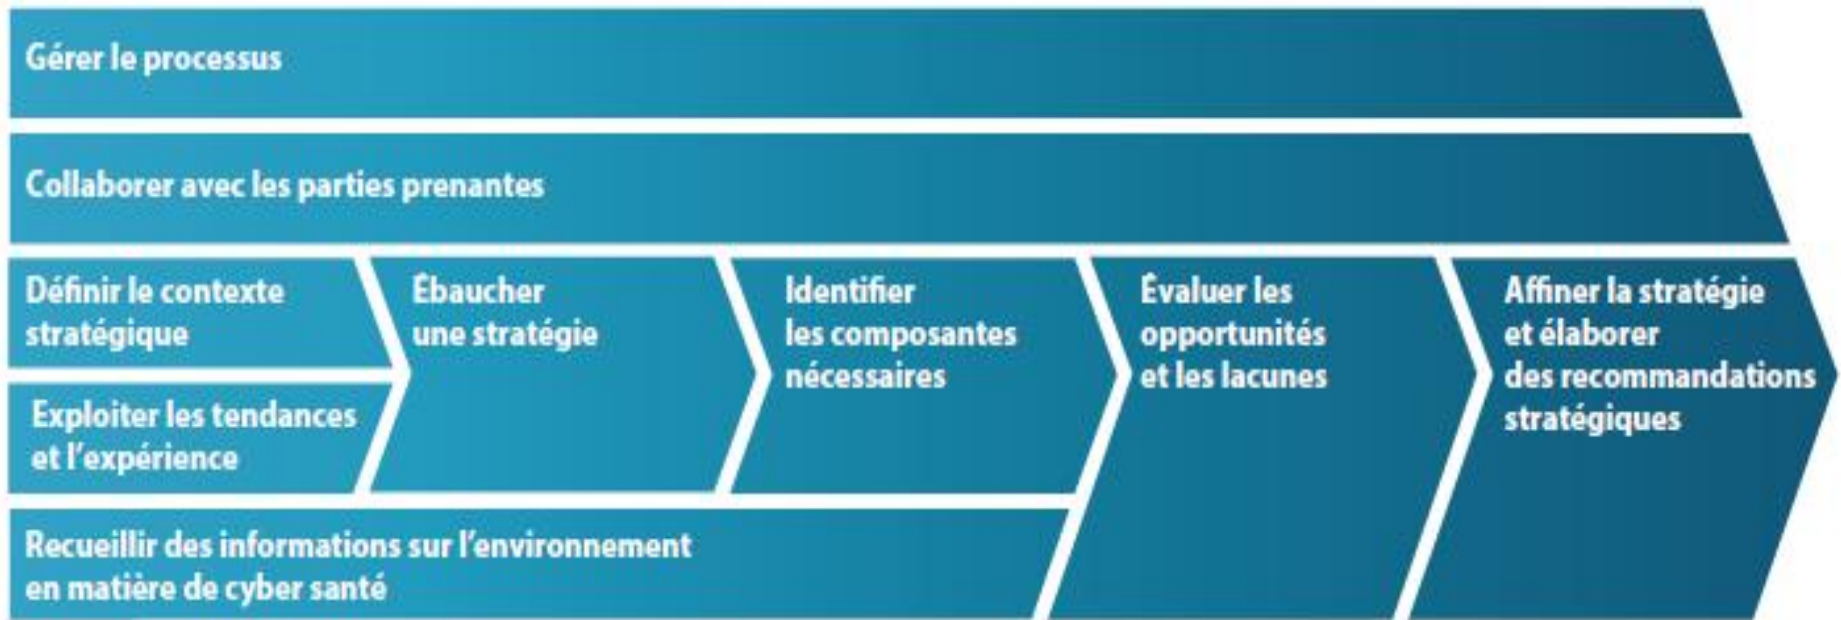 Gérer le processus
Collaborer avec les parties prenantes
Définir le contexte
stratégique
Exploiter les tendances
et l'expérience
Ébaucher
une stratégie
Identifier
les composantes
nécessaires
Évaluer les
opportunités
et les lacunes
Affiner la stratégie
et élaborer
des recommandations
stratégiques
Recueillir des informations sur l'environnement
en matière de cyber santé